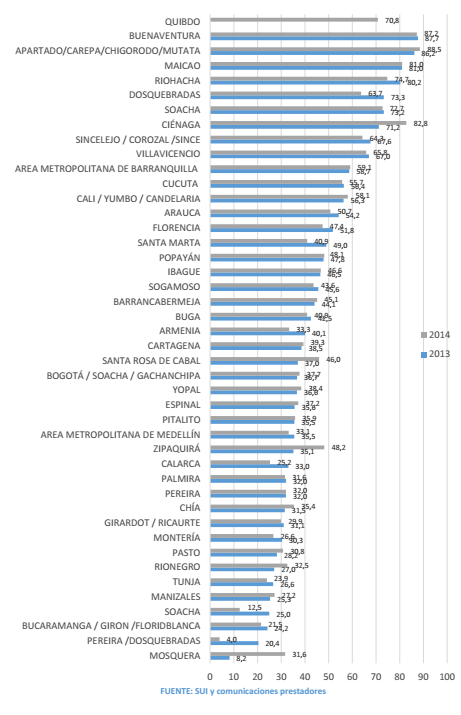 QUIBDO 70,8
BUENAVENTURA 87,2 87,7
APARTADO/CAREPA/CHIGORODO/MUTATA 88,5 86,2
MAICAO 81,0 81,0
RIOHACHA 74,7 80,2
DOSQUEBRADAS 63,7 73,3
SOACHA 72,7 73,2
CIÉNAGA 82,8 71,2
SINCELEJO / COROZAL /SINCE 64,3 67,6
VILLAVICENCIO 65,8 67,0
AREA METROPOLITANA DE BARRANQUILLA 59,1 58,7
CUCUTA 55,7 56,4
CALI / YUMBO / CANDELARIA 58,1 56,3
ARAUCA 50,7 54,2
FLORENCIA 47,4 51,8
SANTA MARTA 40,9 49,0
POPAYÁN 48,1 47,8
IBAGUE 46,6 46,5
SOGAMOSO 43,6 45,6
BARRANCABERMEJA 45,1 44,1
BUGA 40,9 42,5
ARMENIA 33,3 40,1
CARTAGENA 39,3 38,5
SANTA ROSA DE CABAL 46,0 37,0
BOGOTÁ / SOACHA / GACHANCHIPA 37,7 36,7
YOPAL 38,4 36,8
ESPINAL 37,2 35,6
PITALITO 35,9 35,5
AREA METROPOLITANA DE MEDELLÍN 33,1 35,5
ZIPAQUIRÁ 48,2 35,1
CALARCA 25,2 33,0
PALMIRA 31,6 32,0
PEREIRA 32,0 32,0
CHÍA 35,4 31,5
GIRARDOT / RICAURTE 29,9 31,1
MONTERÍA 26,6 30,3
PASTO 30,8 28,2
RIONEGRO 32,5 27,0
TUNJA 23,9 26,6
MANIZALES 27,2 25,3
SOACHA 12,5 25,0
BUCARAMANGA / GIRON /FLORIDBLANCA 21,5 24,2
PEREIRA /DOSQUEBRADAS 4,0 20,4
MOSQUERA 31,6 8,2
0 10 20 30 40 50 60 70 80 90 100
2014
2013
FUENTE: SUI y comunicaciones prestadores